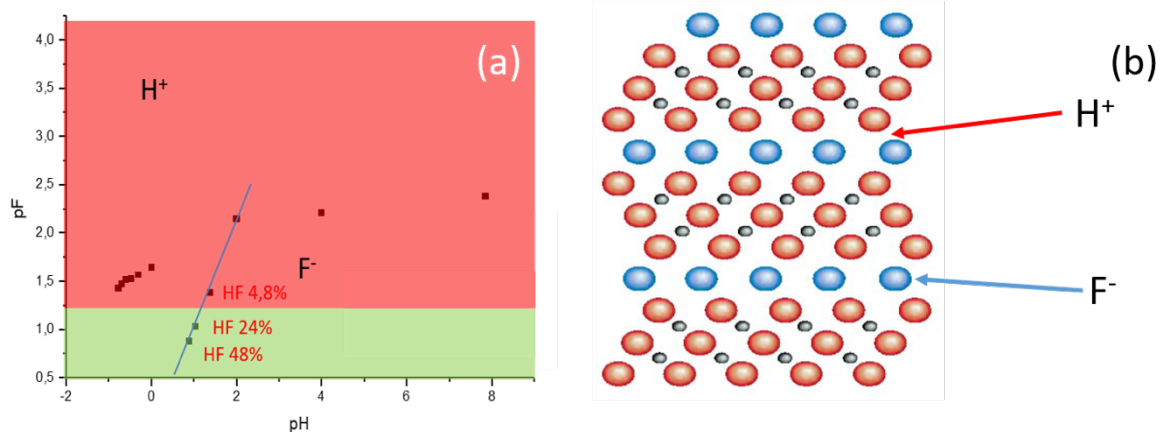 (a)
H⁺
4,0
3,5
3,0
2,5
2,0
1,5
1,0
0,5
pF
F⁻
HF 4,8%
HF 24%
HF 48%
-2 0 2 4 6 8
pH
(b)
H⁺
F⁻